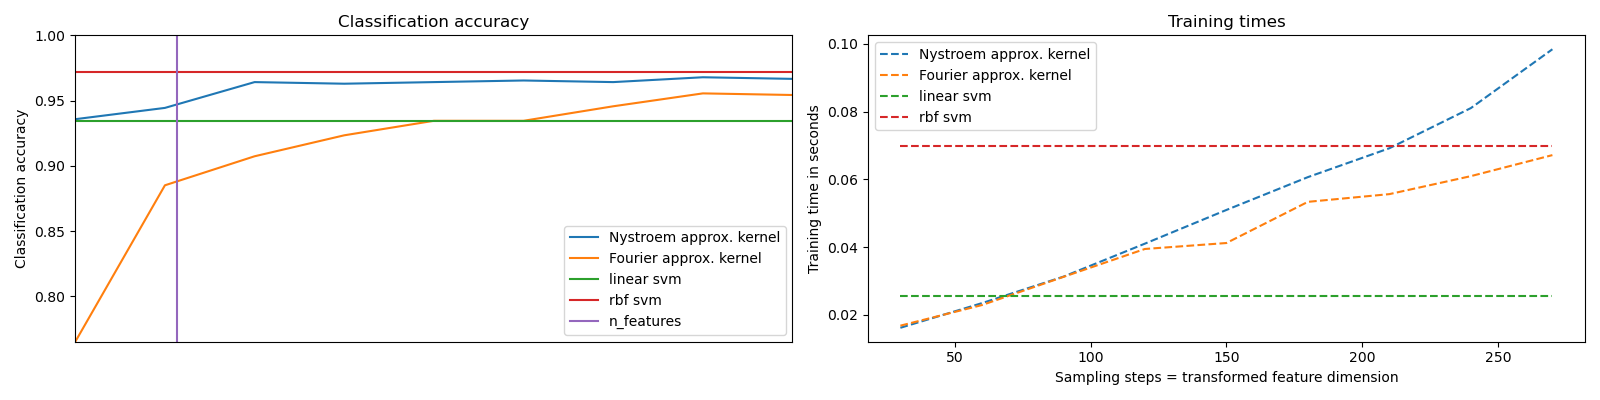 Classification accuracy
Classification accuracy
1.00
0.95
0.90
0.85
0.80
Nystroem approx. kernel
Fourier approx. kernel
linear svm
rbf svm
n_features
Training times
Training time in seconds
0.10
0.08
0.06
0.04
0.02
Nystroem approx. kernel
Fourier approx. kernel
linear svm
rbf svm
50
100
150
200
250
Sampling steps = transformed feature dimension